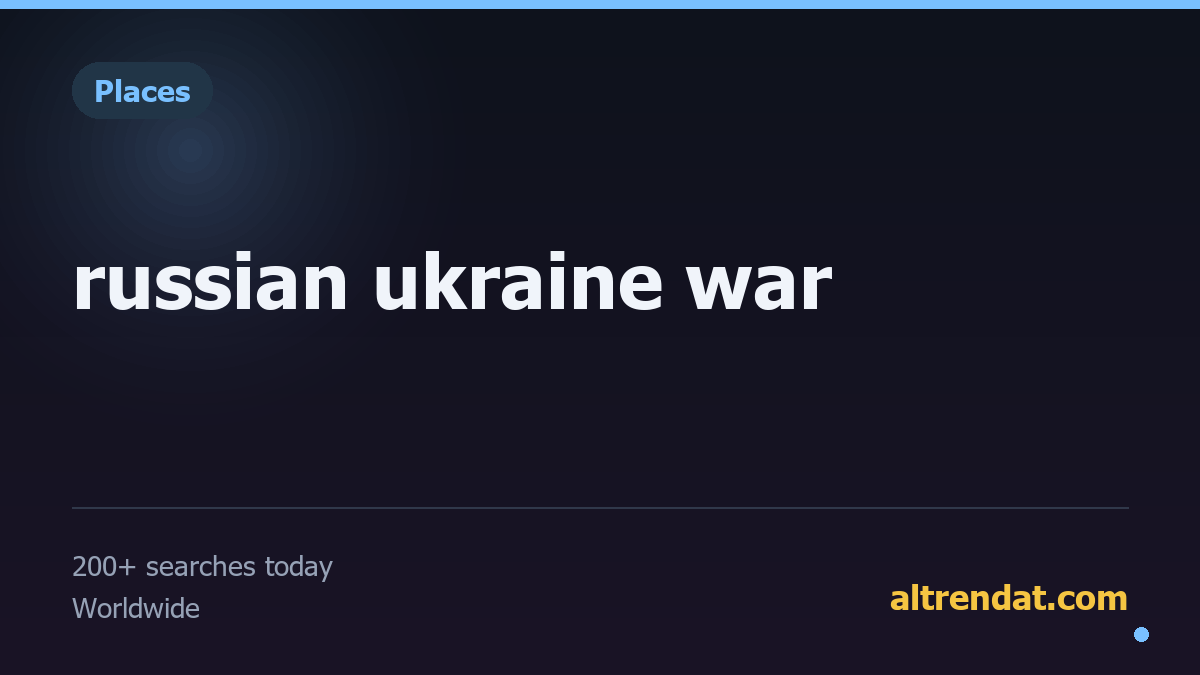 Places
russian ukraine war
200+ searches today
Worldwide
altrendat.com